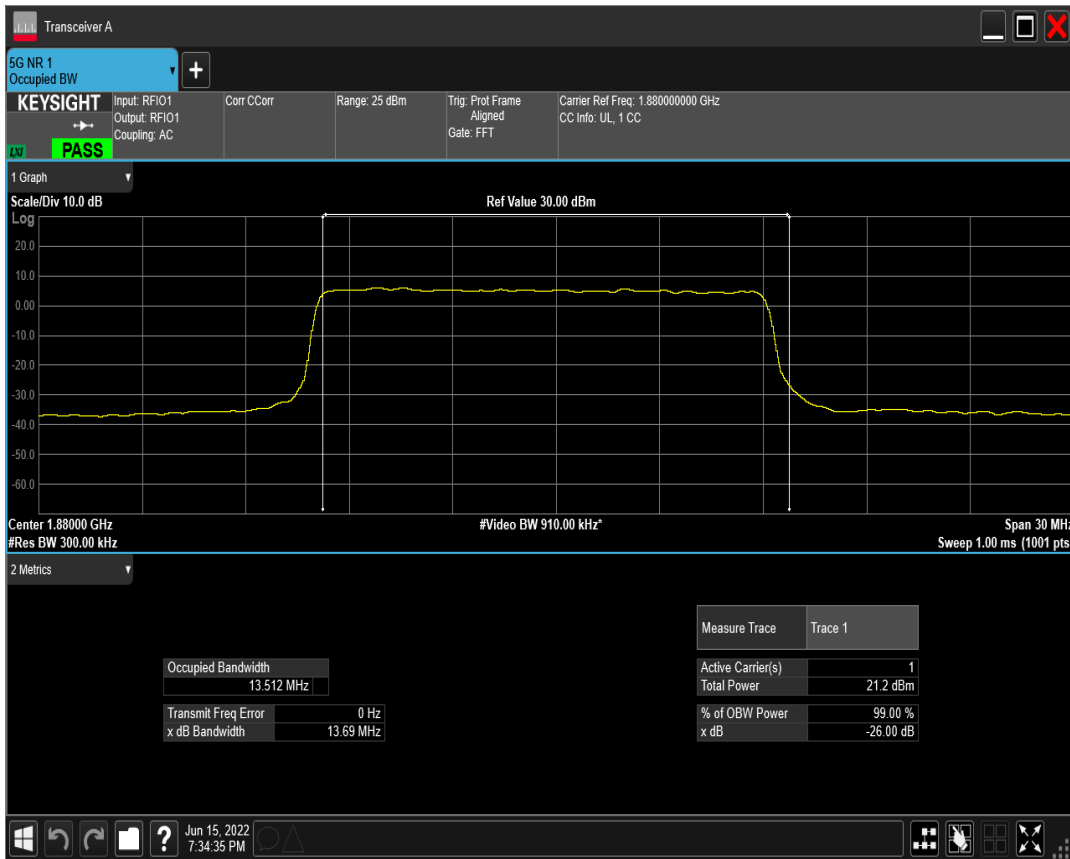 Transceiver A
5G NR 1
Occupied BW
KEYSIGHT
LXI
PASS
Input: RFIO1
Output: RFIO1
Coupling: AC
Corr CCorr
Range: 25 dBm
Trig: Prot Frame
Aligned
Gate: FFT
Carrier Ref Freq: 1.880000000 GHz
CC Info: UL, 1 CC
1 Graph
Scale/Div 10.0 dB
Ref Value 30.00 dBm
Log
20.0
10.0
0.00
-10.0
-20.0
-30.0
-40.0
-50.0
-60.0
Center 1.88000 GHz
#Video BW 910.00 kHz*
Span 30 MHz
#Res BW 300.00 kHz
Sweep 1.00 ms (1001 pts
2 Metrics
Measure Trace Trace 1
Occupied Bandwidth
13.512 MHz
Active Carrier(s) 1
Total Power 21.2 dBm
Transmit Freq Error 0 Hz
x dB Bandwidth 13.69 MHz
% of OBW Power 99.00 %
x dB -26.00 dB
?
Jun 15, 2022
7:34:35 PM